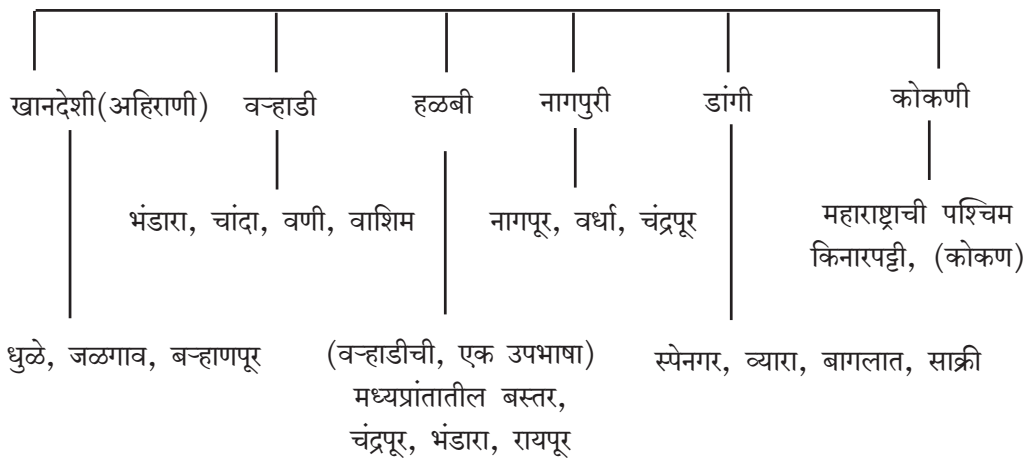 खानदेशी(अहिराणी)
वऱ्हाडी
हळबी
नागपुरी
डांगी
कोकणी
भंडारा, चांदा, वणी, वाशिम
नागपूर, वर्धा, चंद्रपूर
महाराष्ट्राची पश्चिम
किनारपट्टी, (कोकण)
धुळे, जळगाव, बऱ्हाणपूर
(वऱ्हाडीची, एक उपभाषा)
मध्यप्रांतातील बस्तर,
चंद्रपूर, भंडारा, रायपूर
स्पेनगर, व्यारा, बागलात, साक्री